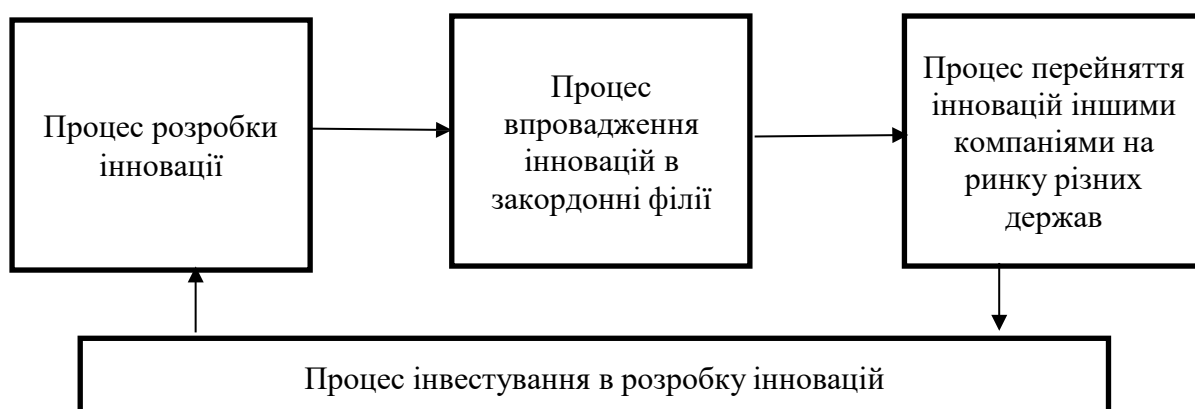 Процес розробки
інновації
Процес
впровадження
інновацій в
закордонні філії
Процес перейняття
інновацій іншими
компаніями на
ринку різних
держав
Процес інвестування в розробку інновацій